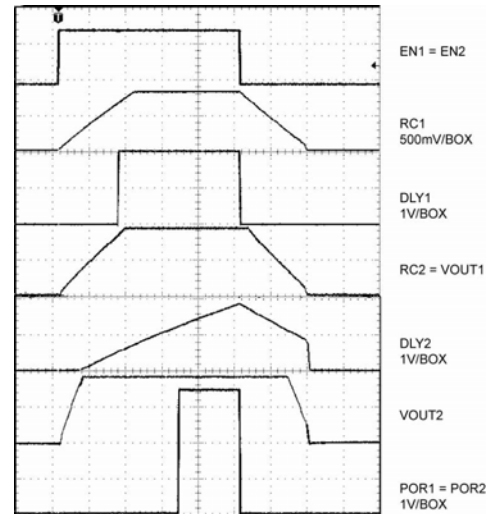 EN1 = EN2
RC1
500mV/BOX
DLY1
1V/BOX
RC2 = VOUT1
DLY2
1V/BOX
VOUT2
POR1 = POR2
1V/BOX